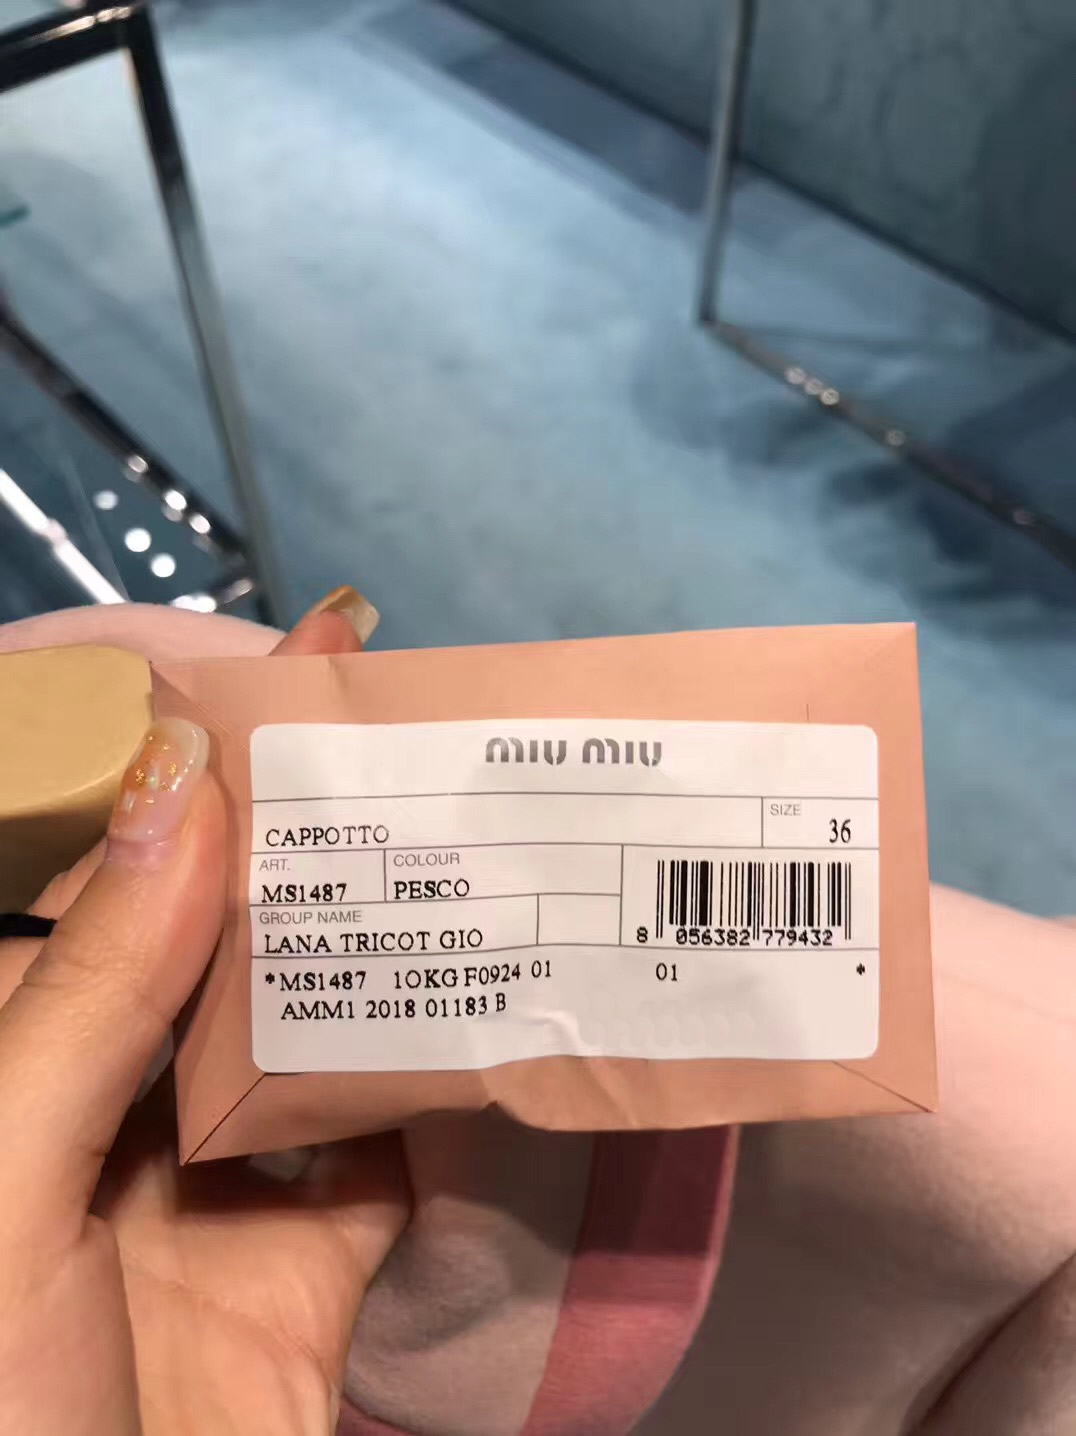 miu miu
CAPPOTTO
SIZE
36
ART.
MS1487
COLOUR
PESCO
GROUP NAME
LANA TRICOT GIO
8 056382 779432
*MS1487 10KG F0924 01 01 *
AMM1 2018 01183 B